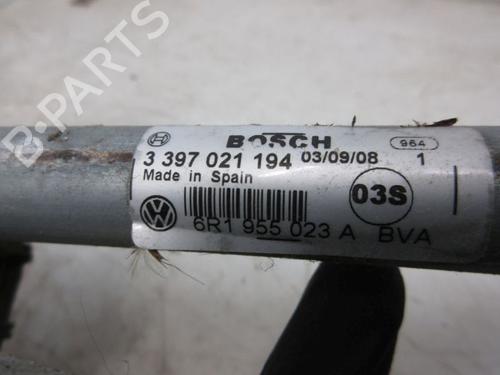 B-Parts
BOSCH
3 397 021 194 03/09/08
964
1
Made in Spain
03S
6R1 955 023 A BVA